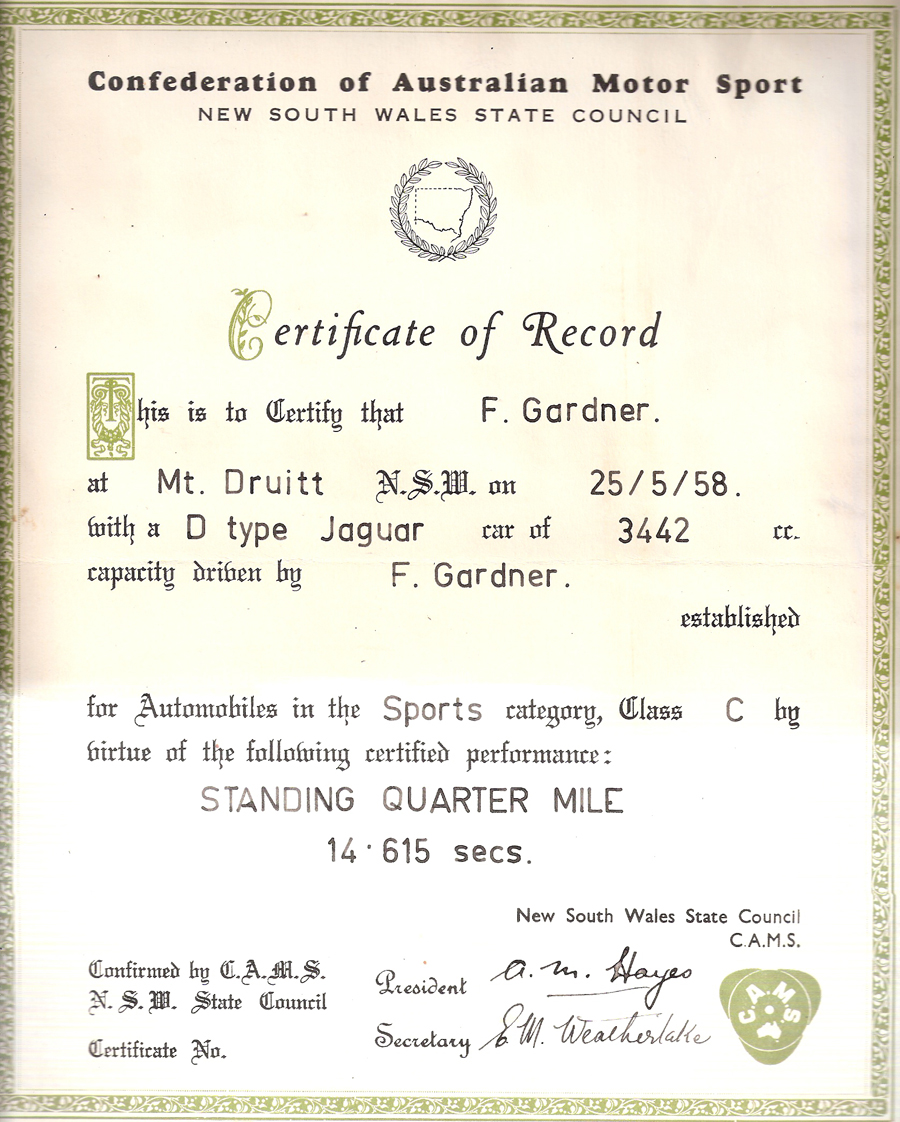 Confederation of Australian Motor Sport
NEW SOUTH WALES STATE COUNCIL
Certificate of Record
This is to Certify that F. Gardner.
at Mt. Druitt N.S.W. on 25/5/58.
with a D type Jaguar car of 3442 cc.
capacity driven by F. Gardner.
established
for Automobiles in the Sports category, Class C by
virtue of the following certified performance:
STANDING QUARTER MILE
14·615 secs.
New South Wales State Council
C.A.M.S.
Confirmed by C.A.M.S.
N.S.W. State Council
President A. M. Hayes
Secretary E M. Weatherlake
Certificate No.
CAMS